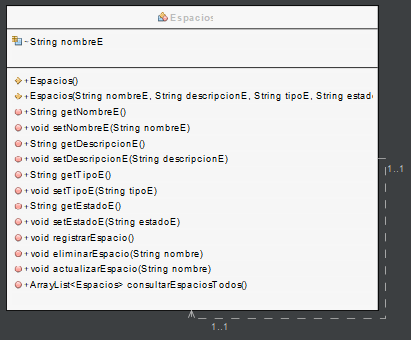 Espacios
- String nombreE
+ Espacios()
+ Espacios(String nombreE, String descripcionE, String tipoE, String estad
+ String getNombreE()
+ void setNombreE(String nombreE)
+ String getDescripcionE()
+ void setDescripcionE(String descripcionE)
+ String getTipoE()
+ void setTipoE(String tipoE)
+ String getEstadoE()
+ void setEstadoE(String estadoE)
+ void registrarEspacio()
+ void eliminarEspacio(String nombre)
+ void actualizarEspacio(String nombre)
+ ArrayList<Espacios> consultarEspaciosTodos()
1..1
1..1